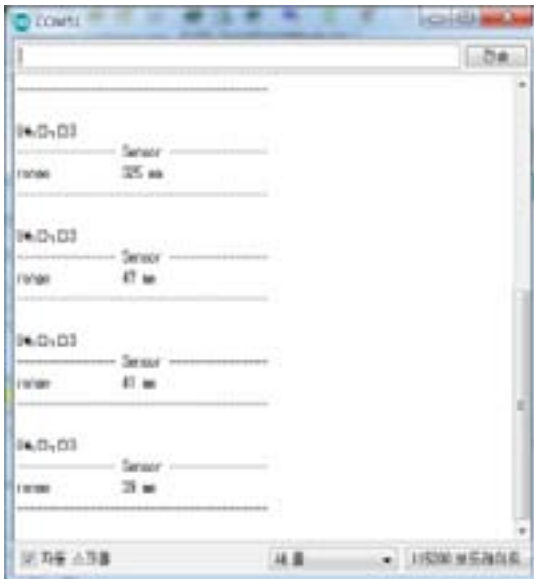 COM51
전송
Sensor
range 325 mm
Sensor
range 47 mm
Sensor
range 41 mm
Sensor
range 39 mm
자동 스크롤
새 줄
115200 보드레이트